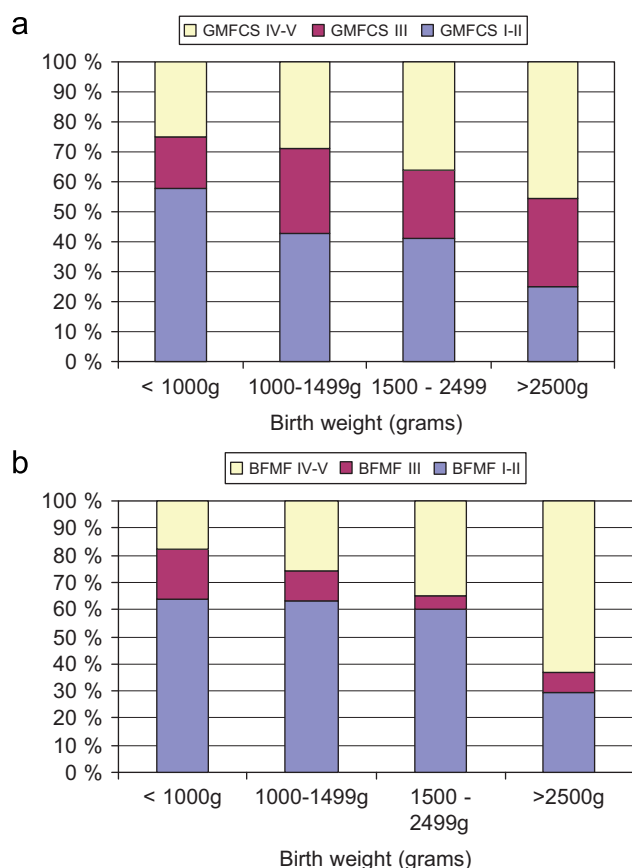 a
GMFCS IV-V GMFCS III GMFCS I-II
100 %
90 %
80 %
70 %
60 %
50 %
40 %
30 %
20 %
10 %
0 %
< 1000g 1000-1499g 1500 - 2499 >2500g
Birth weight (grams)
b
BFMF IV-V BFMF III BFMF I-II
100 %
90 %
80 %
70 %
60 %
50 %
40 %
30 %
20 %
10 %
0 %
< 1000g 1000-1499g 1500 - >2500g
2499g
Birth weight (grams)